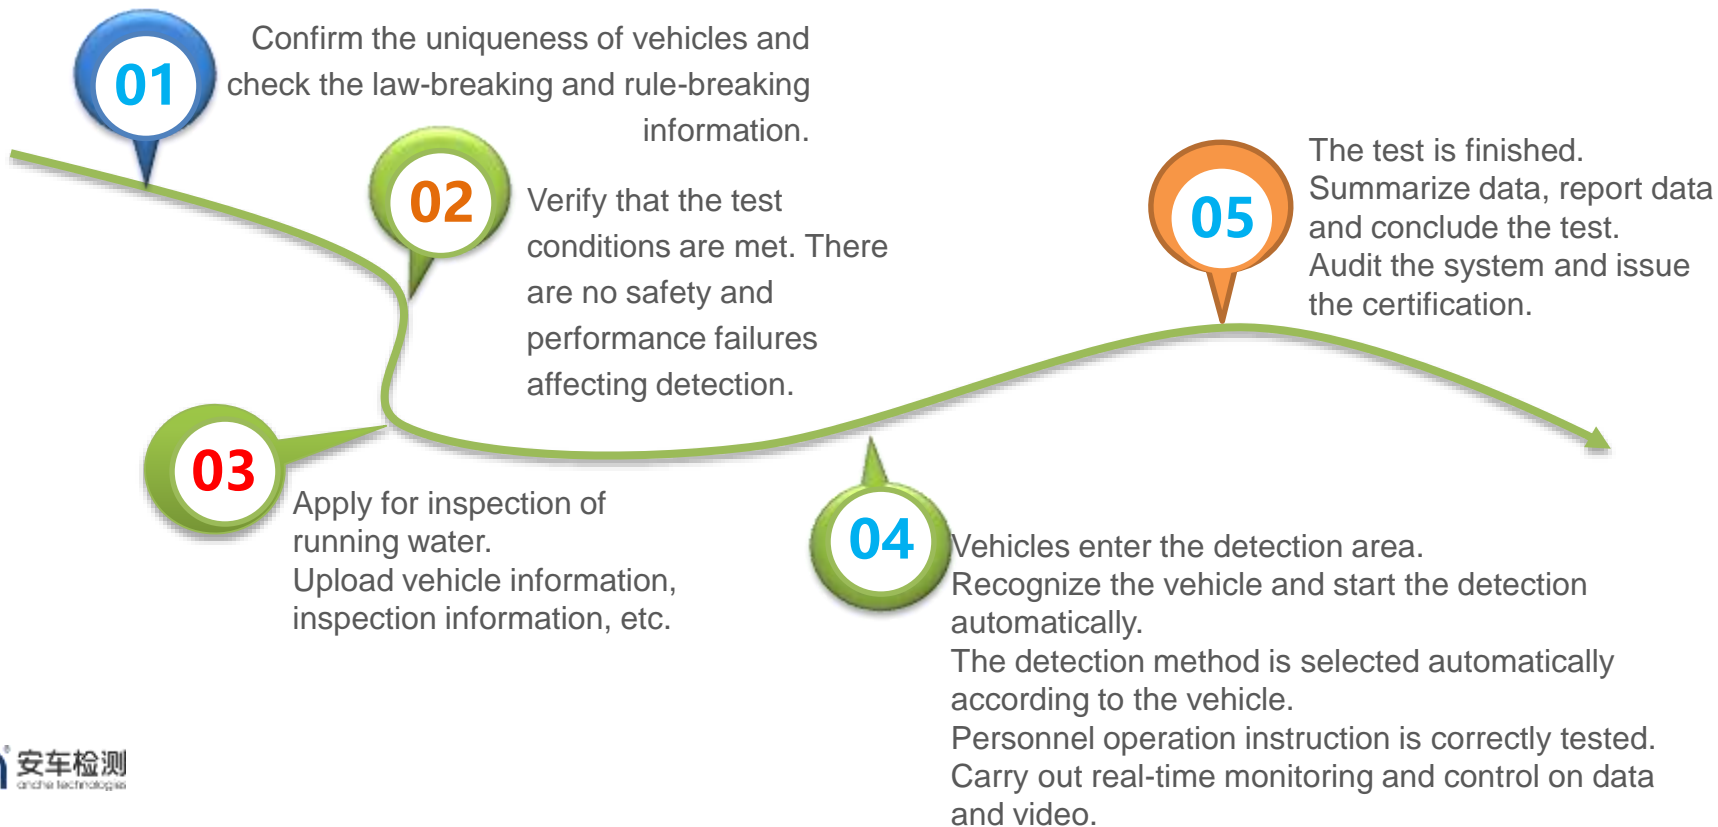 01
Confirm the uniqueness of vehicles and
check the law-breaking and rule-breaking
information.
02
Verify that the test
conditions are met. There
are no safety and
performance failures
affecting detection.
03
Apply for inspection of
running water.
Upload vehicle information,
inspection information, etc.
04
Vehicles enter the detection area.
Recognize the vehicle and start the detection
automatically.
The detection method is selected automatically
according to the vehicle.
Personnel operation instruction is correctly tested.
Carry out real-time monitoring and control on data
and video.
05
The test is finished.
Summarize data, report data
and conclude the test.
Audit the system and issue
the certification.
®
安车检测
anche technologies